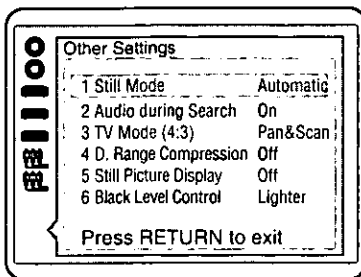 Other Settings
1 Still Mode Automatic
2 Audio during Search On
3 TV Mode (4:3) Pan&Scan
4 D. Range Compression Off
5 Still Picture Display Off
6 Black Level Control Lighter
Press RETURN to exit